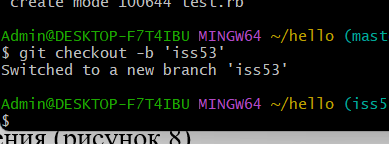 create mode 100644 test.rb
Admin@DESKTOP-F7T4IBU MINGW64 ~/hello (mast
$ git checkout -b 'iss53'
Switched to a new branch 'iss53'
Admin@DESKTOP-F7T4IBU MINGW64 ~/hello (iss5
$
ения (рисунок 8)